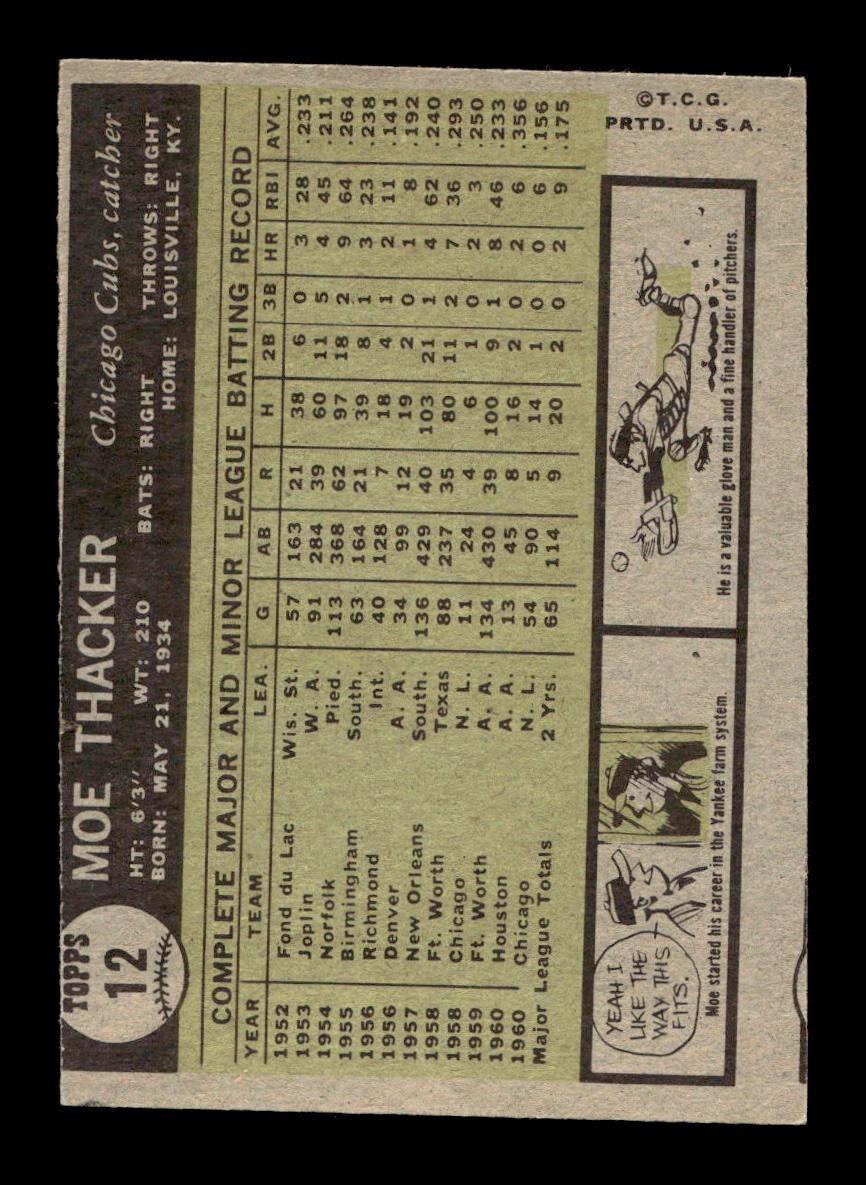 TOPPS
12
MOE THACKER Chicago Cubs, catcher
HT: 6'3" WT: 210 BATS: RIGHT THROWS: RIGHT
BORN: MAY 21, 1934 HOME: LOUISVILLE, KY.
COMPLETE MAJOR AND MINOR LEAGUE BATTING RECORD
YEAR TEAM LEA. G AB R H 2B 3B HR RBI AVG.
1952 Fond du Lac Wis. St. 57 163 21 38 6 0 3 28 .233
1953 Joplin W. A. 91 284 39 60 11 5 4 45 .211
1954 Norfolk Pied. 113 368 62 97 18 2 9 64 .264
1955 Birmingham South. 63 164 21 39 8 1 3 23 .238
1956 Richmond Int. 40 128 7 18 4 1 2 11 .141
1956 Denver A. A. 34 99 12 19 2 0 1 8 .192
1957 New Orleans South. 136 429 40 103 21 1 4 62 .240
1958 Ft. Worth Texas 88 237 35 80 11 2 7 36 .293
1958 Chicago N. L. 11 24 4 6 1 0 2 3 .250
1959 Ft. Worth A. A. 134 430 39 100 9 1 8 46 .233
1960 Houston A. A. 13 45 8 16 2 0 2 6 .356
1960 Chicago N. L. 54 90 5 14 1 0 0 6 .156
Major League Totals 2 Yrs. 65 114 9 20 2 0 2 9 .175
YEAH I
LIKE THE
WAY THIS
FITS.
Moe started his career in the Yankee farm system.
He is a valuable glove man and a fine handler of pitchers.
©T.C.G.
PRTD. U.S.A.